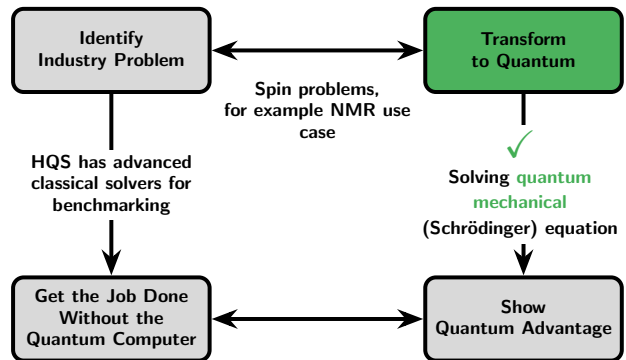 Identify
Industry Problem
Transform
to Quantum
Spin problems,
for example NMR use
case
HQS has advanced
classical solvers for
benchmarking
✓
Solving quantum
mechanical
(Schrödinger) equation
Get the Job Done
Without the
Quantum Computer
Show
Quantum Advantage